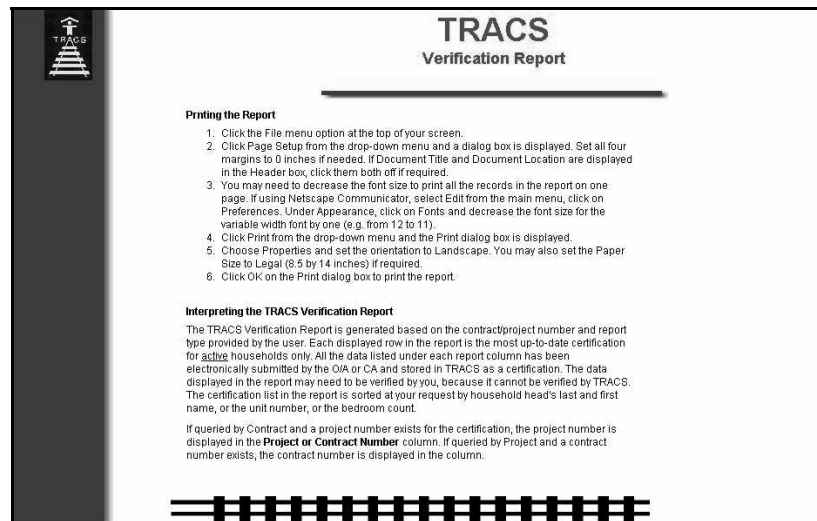 TRACS
TRACS
Verification Report
Prnting the Report
1. Click the File menu option at the top of your screen.
2. Click Page Setup from the drop-down menu and a dialog box is displayed. Set all four
margins to 0 inches if needed. If Document Title and Document Location are displayed
in the Header box, click them both off if required.
3. You may need to decrease the font size to print all the records in the report on one
page. If using Netscape Communicator, select Edit from the main menu, click on
Preferences. Under Appearance, click on Fonts and decrease the font size for the
variable width font by one (e.g. from 12 to 11).
4. Click Print from the drop-down menu and the Print dialog box is displayed.
5. Choose Properties and set the orientation to Landscape. You may also set the Paper
Size to Legal (8.5 by 14 inches) if required.
6. Click OK on the Print dialog box to print the report.
Interpreting the TRACS Verification Report
The TRACS Verification Report is generated based on the contract/project number and report
type provided by the user. Each displayed row in the report is the most up-to-date certification
for active households only. All the data listed under each report column has been
electronically submitted by the O/A or CA and stored in TRACS as a certification. The data
displayed in the report may need to be verified by you, because it cannot be verified by TRACS.
The certification list in the report is sorted at your request by household head's last and first
name, or the unit number, or the bedroom count.
If queried by Contract and a project number exists for the certification, the project number is
displayed in the Project or Contract Number column. If queried by Project and a contract
number exists, the contract number is displayed in the column.